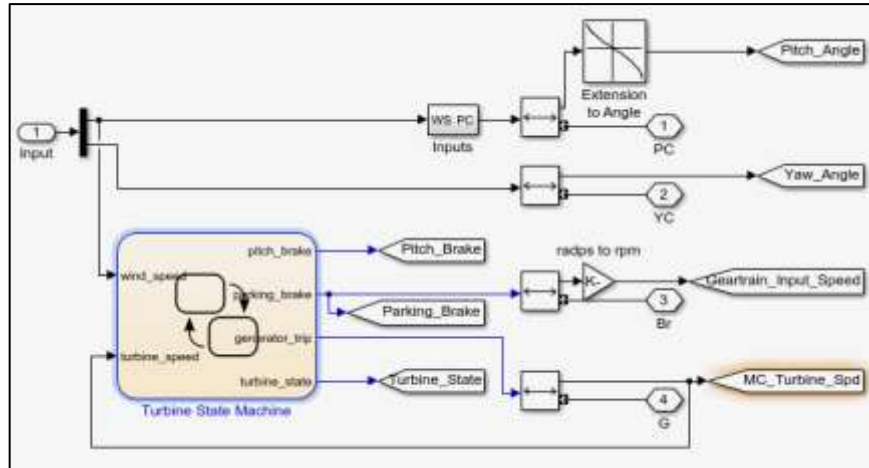 Pitch_Angle
Extension
to Angle
1
Input
WS PC
Inputs
1
PC
Yaw_Angle
2
YC
pitch_brake
Pitch_Brake
radps to rpm
wind_speed
parking_brake
K-
Geartrain_Input_Speed
3
Br
Parking_Brake
generator_trip
turbine_speed
turbine_state
Turbine_State
MC_Turbine_Spd
4
G
Turbine State Machine